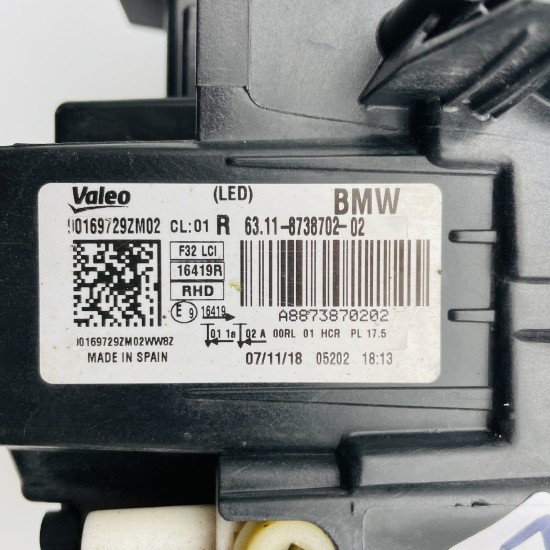 Valeo (LED) BMW
90169729ZM02 CL:01 R 63.11-8738702-02
F32 LCI
16419R
RHD
E 9 16419
A8873870202
01 1a 02 A 00RL 01 HCR PL 17.5
90169729ZM02WW8Z
MADE IN SPAIN 07/11/18 05202 18:13